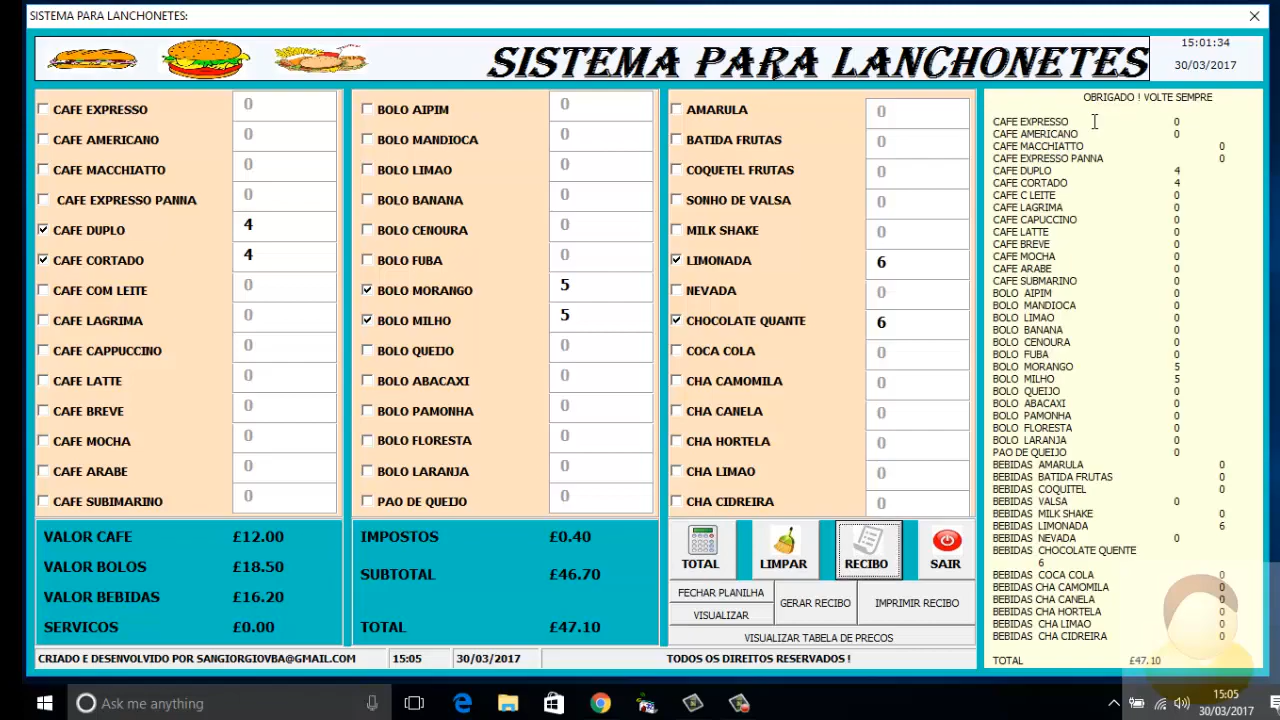 SISTEMA PARA LANCHONETES:
SISTEMA PARA LANCHONETES
15:01:34
30/03/2017
CAFE EXPRESSO 0
CAFE AMERICANO 0
CAFE MACCHIATTO 0
CAFE EXPRESSO PANNA 0
CAFE DUPLO 4
CAFE CORTADO 4
CAFE COM LEITE 0
CAFE LAGRIMA 0
CAFE CAPPUCCINO 0
CAFE LATTE 0
CAFE BREVE 0
CAFE MOCHA 0
CAFE ARABE 0
CAFE SUBIMARINO 0
BOLO AIPIM 0
BOLO MANDIOCA 0
BOLO LIMAO 0
BOLO BANANA 0
BOLO CENOURA 0
BOLO FUBA 0
BOLO MORANGO 5
BOLO MILHO 5
BOLO QUEIJO 0
BOLO ABACAXI 0
BOLO PAMONHA 0
BOLO FLORESTA 0
BOLO LARANJA 0
PAO DE QUEIJO 0
AMARULA 0
BATIDA FRUTAS 0
COQUETEL FRUTAS 0
SONHO DE VALSA 0
MILK SHAKE 0
LIMONADA 6
NEVADA 0
CHOCOLATE QUANTE 6
COCA COLA 0
CHA CAMOMILA 0
CHA CANELA 0
CHA HORTELA 0
CHA LIMAO 0
CHA CIDREIRA 0
OBRIGADO ! VOLTE SEMPRE
CAFE EXPRESSO 0
CAFE AMERICANO 0
CAFE MACCHIATTO 0
CAFE EXPRESSO PANNA 0
CAFE DUPLO 4
CAFE CORTADO 4
CAFE C LEITE 0
CAFE LAGRIMA 0
CAFE CAPUCCINO 0
CAFE LATTE 0
CAFE BREVE 0
CAFE MOCHA 0
CAFE ARABE 0
CAFE SUBMARINO 0
BOLO AIPIM 0
BOLO MANDIOCA 0
BOLO LIMAO 0
BOLO BANANA 0
BOLO CENOURA 0
BOLO FUBA 0
BOLO MORANGO 5
BOLO MILHO 5
BOLO QUEIJO 0
BOLO ABACAXI 0
BOLO PAMONHA 0
BOLO FLORESTA 0
BOLO LARANJA 0
PAO DE QUEIJO 0
BEBIDAS AMARULA 0
BEBIDAS BATIDA FRUTAS 0
BEBIDAS COQUITEL 0
BEBIDAS VALSA 0
BEBIDAS MILK SHAKE 0
BEBIDAS LIMONADA 6
BEBIDAS NEVADA 0
BEBIDAS CHOCOLATE QUENTE
6
BEBIDAS COCA COLA 0
BEBIDAS CHA CAMOMILA 0
BEBIDAS CHA CANELA 0
BEBIDAS CHA HORTELA 0
BEBIDAS CHA LIMAO 0
BEBIDAS CHA CIDREIRA 0
TOTAL £47.10
VALOR CAFE £12.00
VALOR BOLOS £18.50
VALOR BEBIDAS £16.20
SERVICOS £0.00
IMPOSTOS £0.40
SUBTOTAL £46.70
TOTAL £47.10
TOTAL
LIMPAR
RECIBO
SAIR
FECHAR PLANILHA
VISUALIZAR
GERAR RECIBO
IMPRIMIR RECIBO
VISUALIZAR TABELA DE PRECOS
CRIADO E DESENVOLVIDO POR SANGIORGIOVBA@GMAIL.COM
15:05
30/03/2017
TODOS OS DIREITOS RESERVADOS !
Ask me anything
15:05
30/03/2017